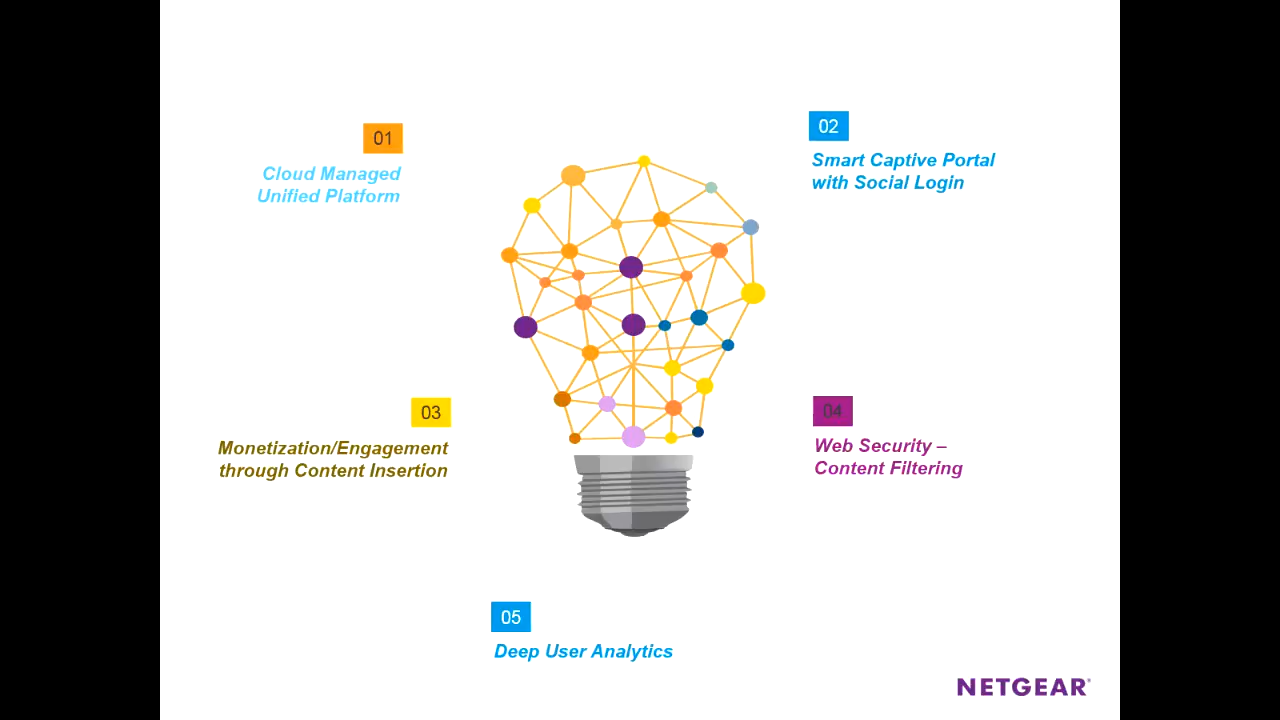 01
Cloud Managed
Unified Platform
02
Smart Captive Portal
with Social Login
03
Monetization/Engagement
through Content Insertion
04
Web Security –
Content Filtering
05
Deep User Analytics
NETGEAR®